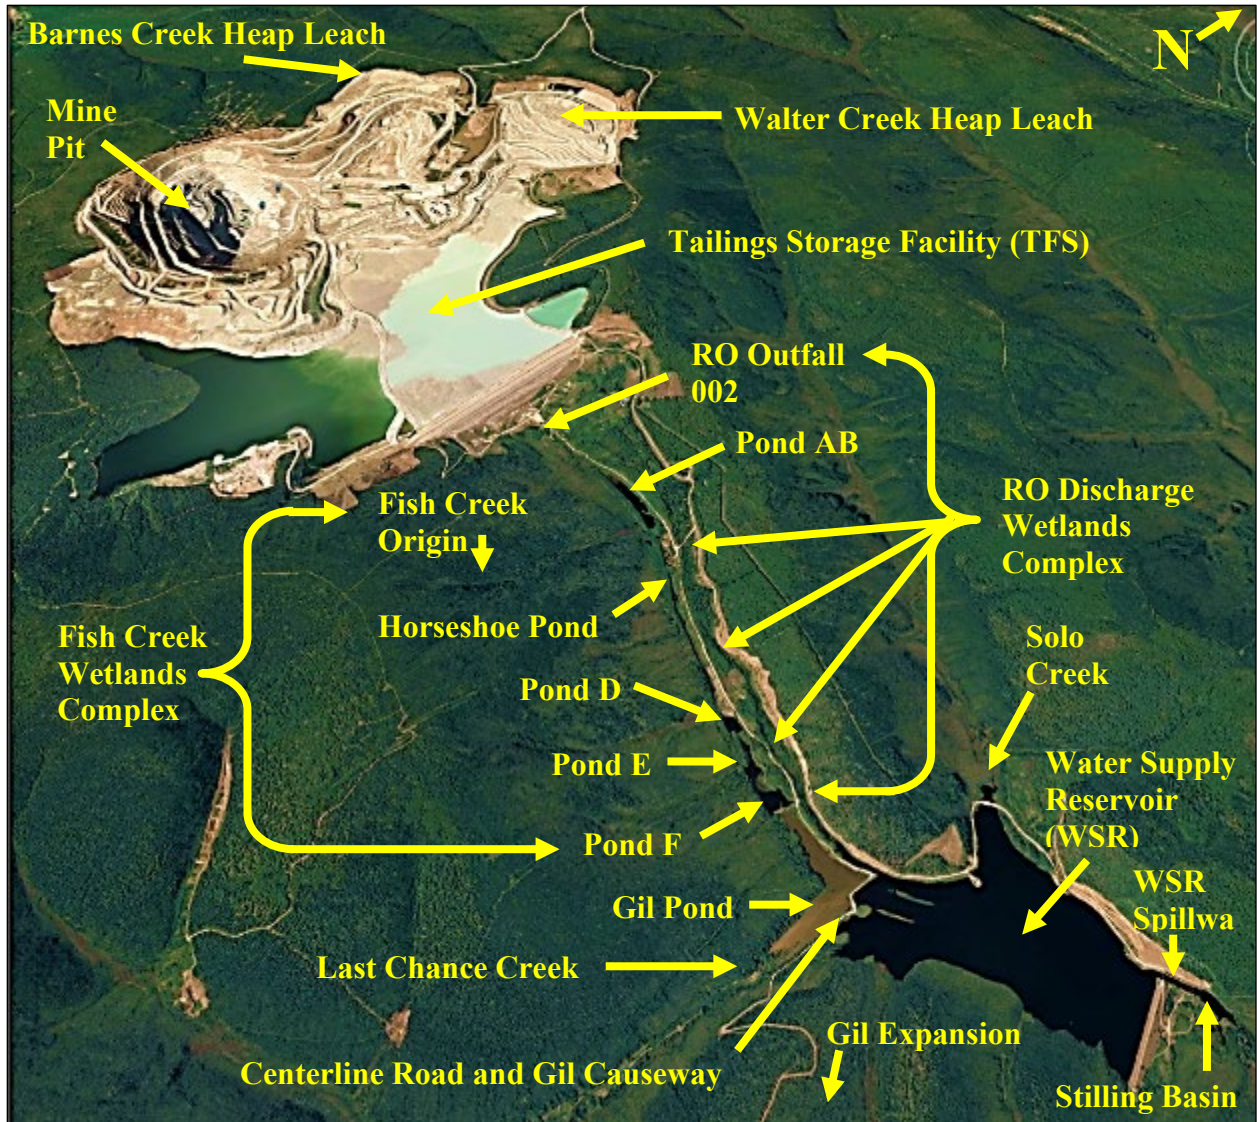 N
Barnes Creek Heap Leach
Mine
Pit
Walter Creek Heap Leach
Tailings Storage Facility (TFS)
RO Outfall
002
Pond AB
RO Discharge
Wetlands
Complex
Fish Creek
Origin
Horseshoe Pond
Fish Creek
Wetlands
Complex
Solo
Creek
Pond D
Pond E
Water Supply
Reservoir
(WSR)
Pond F
WSR
Spillwa
Gil Pond
Last Chance Creek
Gil Expansion
Centerline Road and Gil Causeway
Stilling Basin